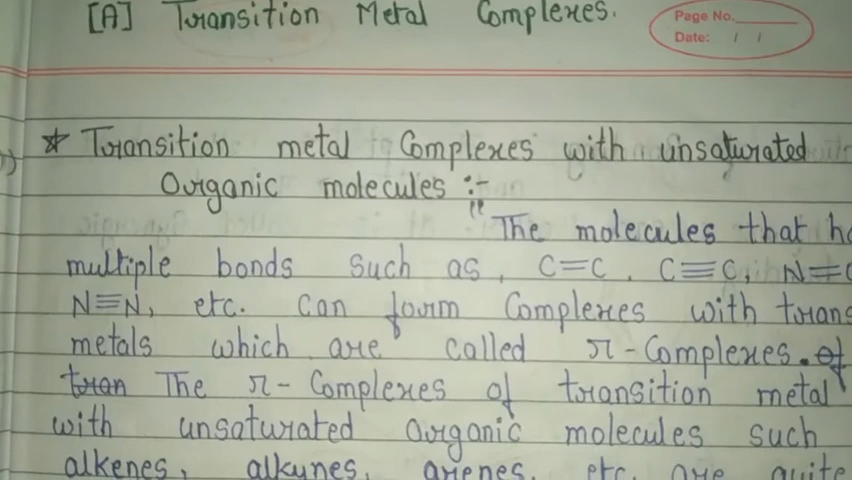 [A] Transition Metal Complexes.
Page No.
Date: / /
* Transition metal Complexes with unsaturated
Organic molecules :-
The molecules that
multiple bonds such as, C=C, C≡C,
N≡N, etc. can form Complexes with
metals which are called π-Complexes. of
tran The π- Complexes of transition metal
with unsaturated organic molecules such
alkenes, alkynes, arenes, etc. are quite